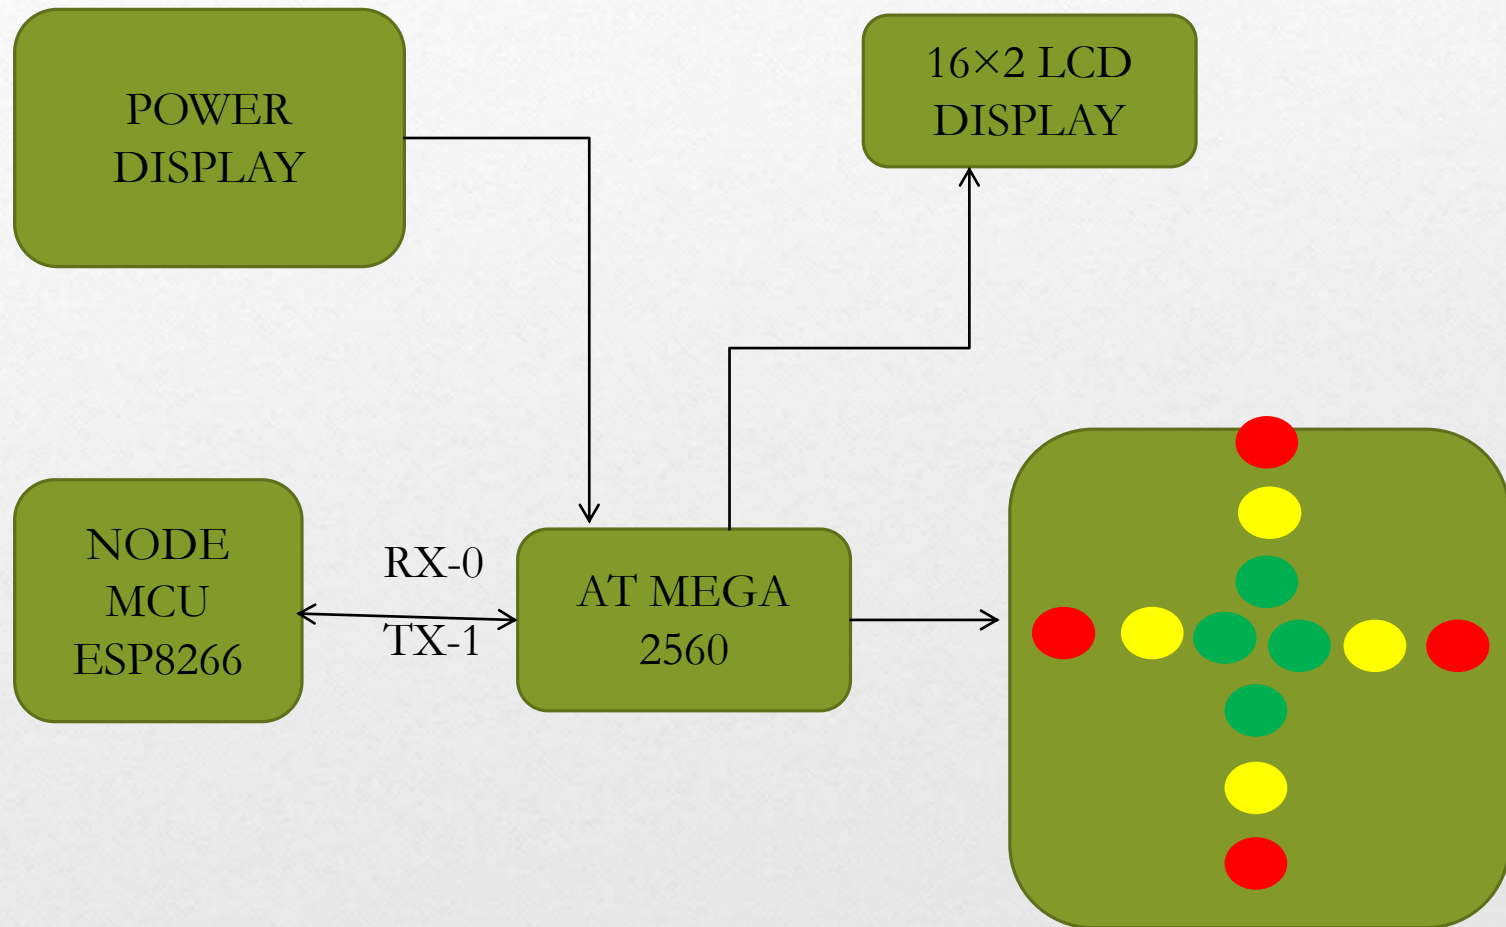 POWER
DISPLAY
16×2 LCD
DISPLAY
NODE
MCU
ESP8266
RX-0
TX-1
AT MEGA
2560